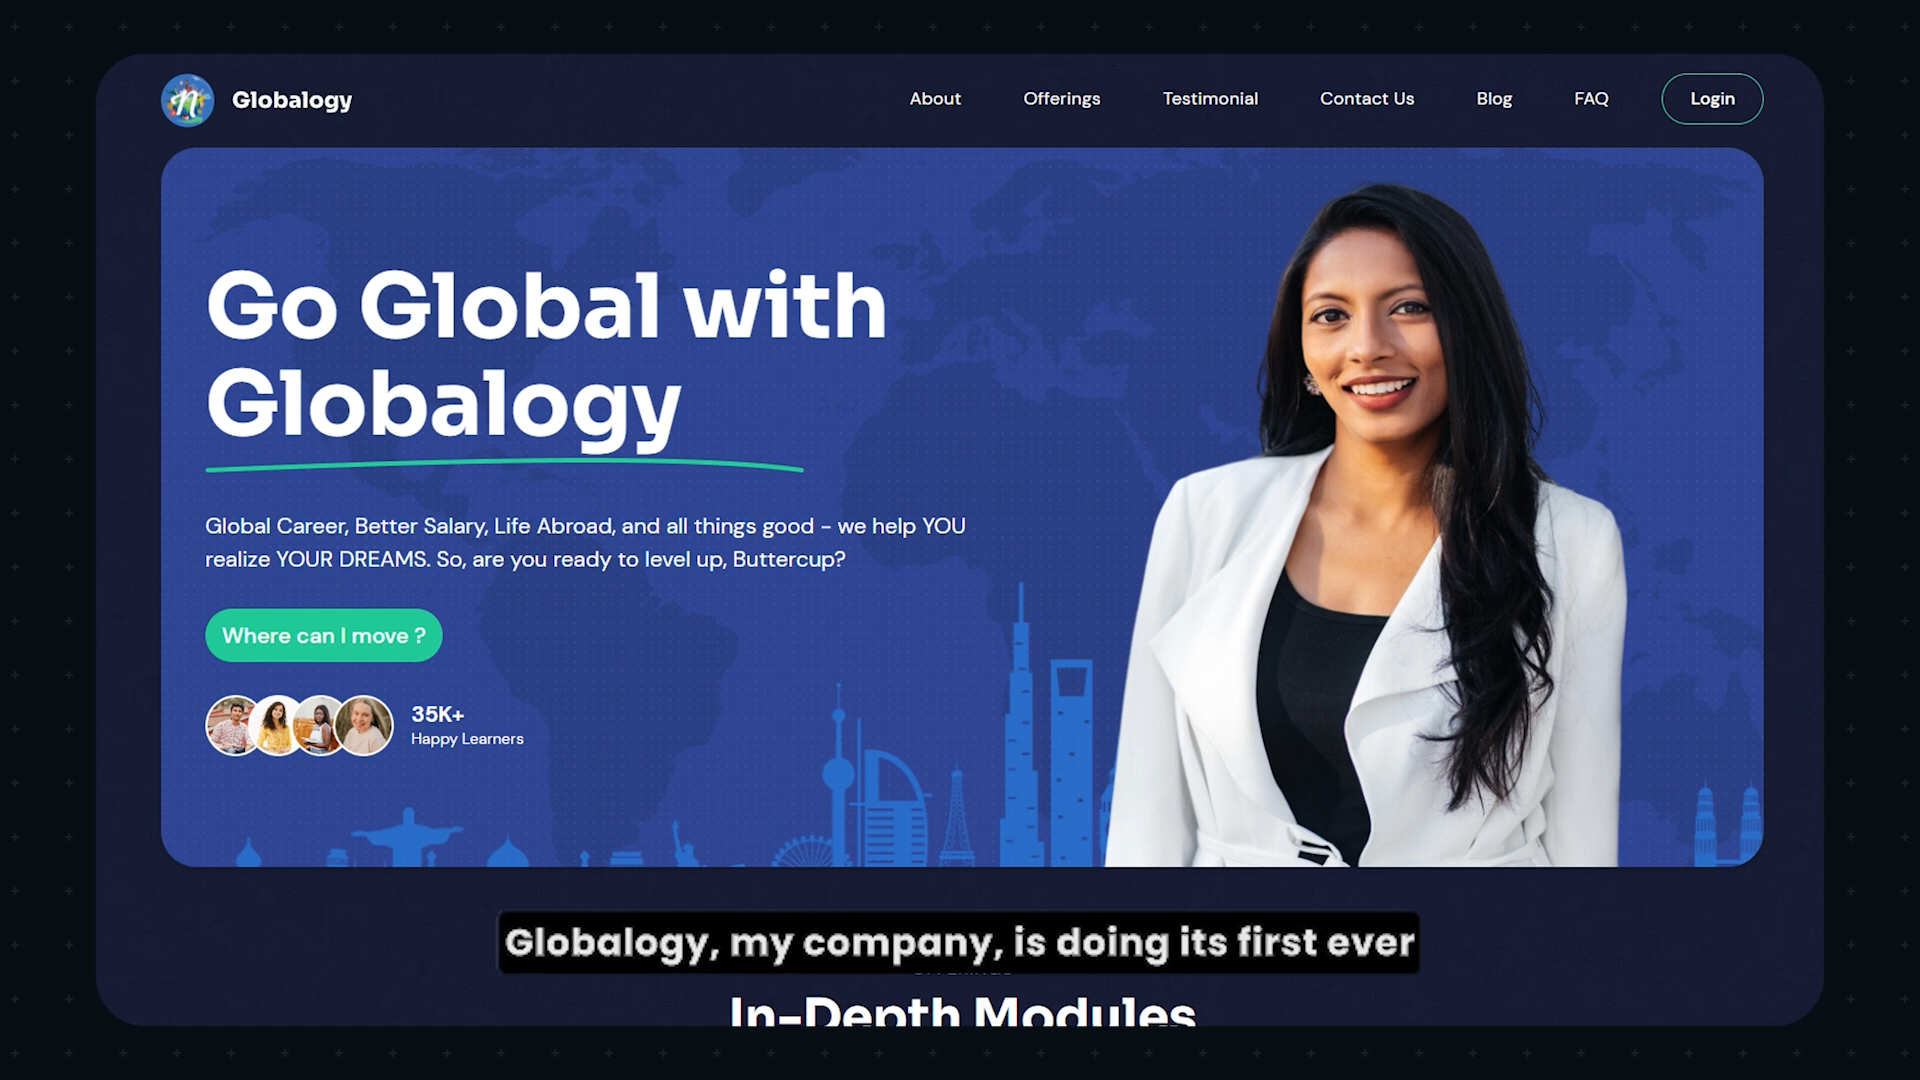 Globalogy
About
Offerings
Testimonial
Contact Us
Blog
FAQ
Login
Go Global with
Globalogy
Global Career, Better Salary, Life Abroad, and all things good – we help YOU
realize YOUR DREAMS. So, are you ready to level up, Buttercup?
Where can I move ?
35K+
Happy Learners
Globalogy, my company, is doing its first ever
In-Depth Modules